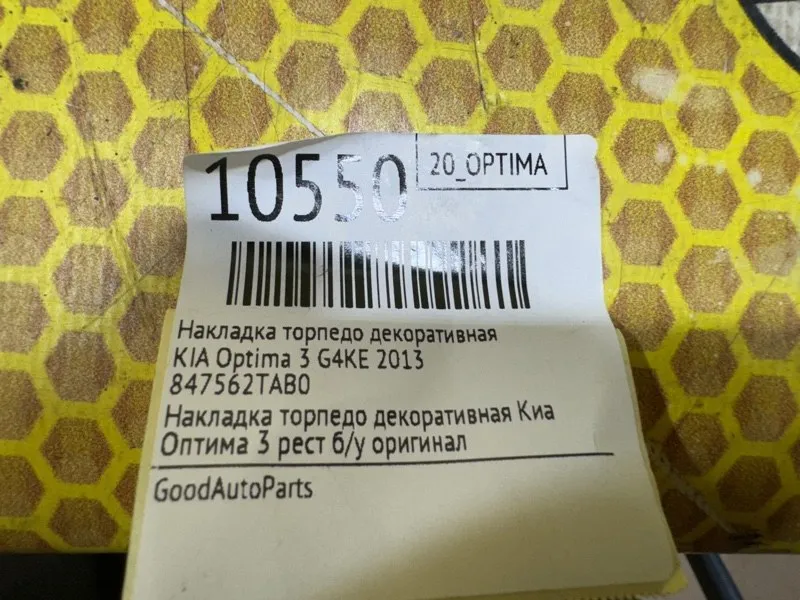 10550
20_OPTIMA
Накладка торпедо декоративная
KIA Optima 3 G4KE 2013
847562TAB0
Накладка торпедо декоративная Киа
Оптима 3 рест б/у оригинал
GoodAutoParts